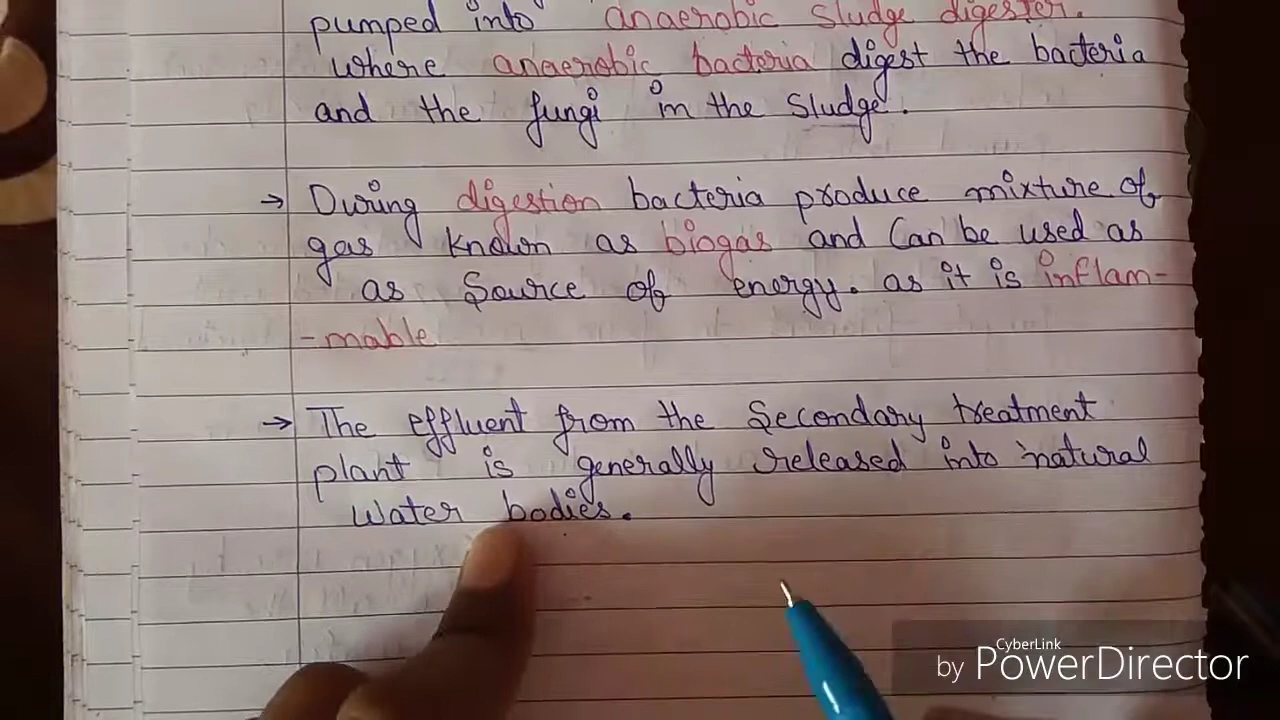 pumped into anaerobic sludge digester.
where anaerobic bacteria digest the bacteria
and the fungi in the sludge.
→ During digestion bacteria produce mixture of
gas known as biogas and can be used as
as source of energy. as it is inflam-
-mable
→ The effluent from the Secondary treatment
plant is generally released into natural
water bodies.
CyberLink
by PowerDirector